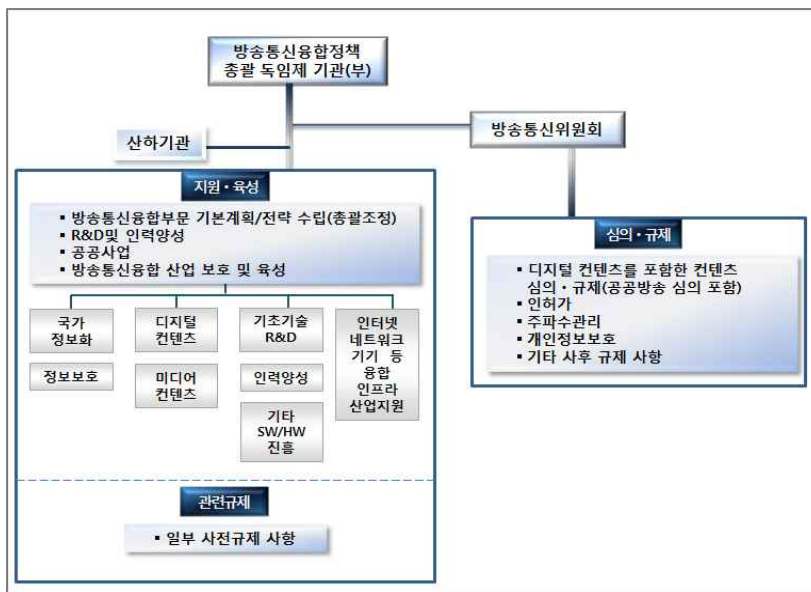 방송통신융합정책
총괄 독임제 기관(부)
산하기관
방송통신위원회
지원·육성
▪ 방송통신융합부문 기본계획/전략 수립(총괄조정)
▪ R&D및 인력양성
▪ 공공사업
▪ 방송통신융합 산업 보호 및 육성
국가
정보화
정보보호
디지털
컨텐츠
미디어
컨텐츠
기초기술
R&D
인력양성
기타
SW/HW
진흥
인터넷
네트워크
기기 등
융합
인프라
산업지원
관련규제
▪ 일부 사전규제 사항
심의·규제
▪ 디지털 컨텐츠를 포함한 컨텐츠
심의·규제(공공방송 심의 포함)
▪ 인허가
▪ 주파수관리
▪ 개인정보보호
▪ 기타 사후 규제 사항